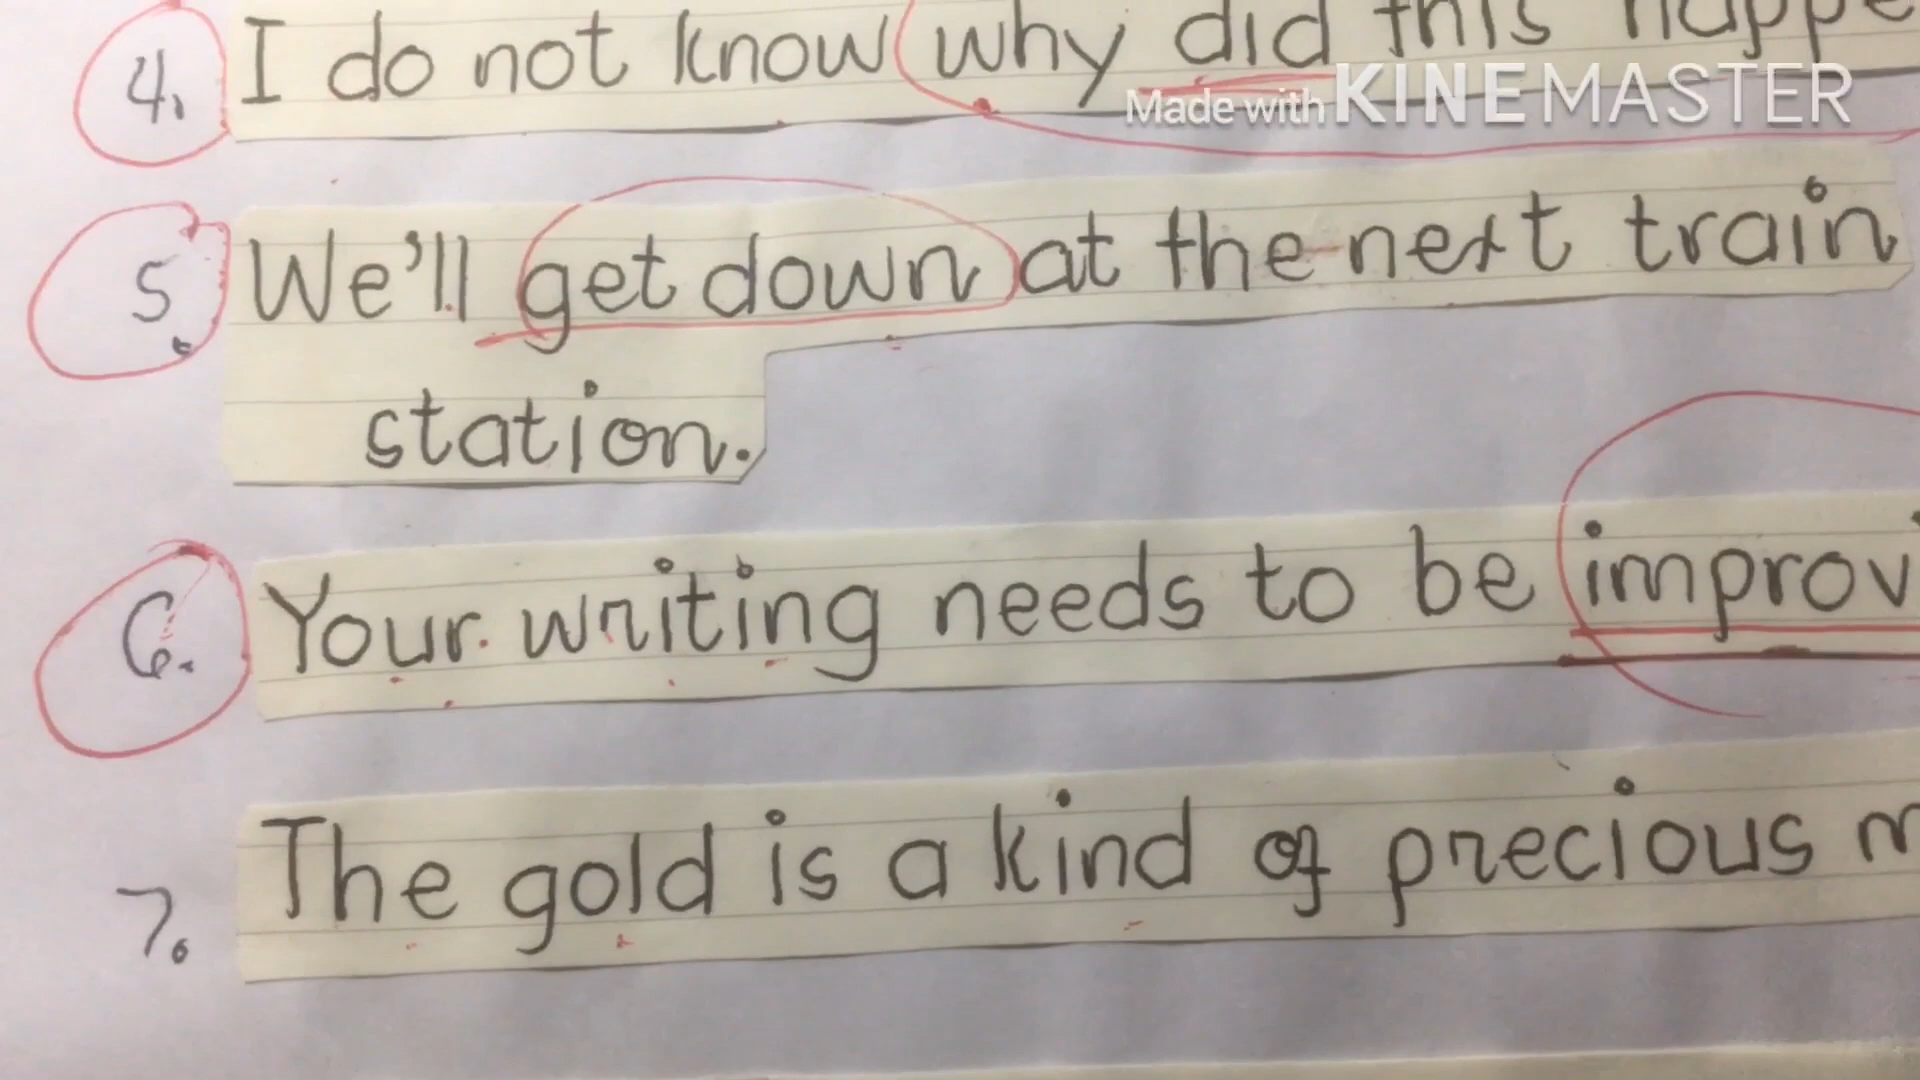 4. I do not know why did this happe
Made with KINEMASTER
5. We'll get down at the next train
station.
6. Your writing needs to be improv
7. The gold is a kind of precious m